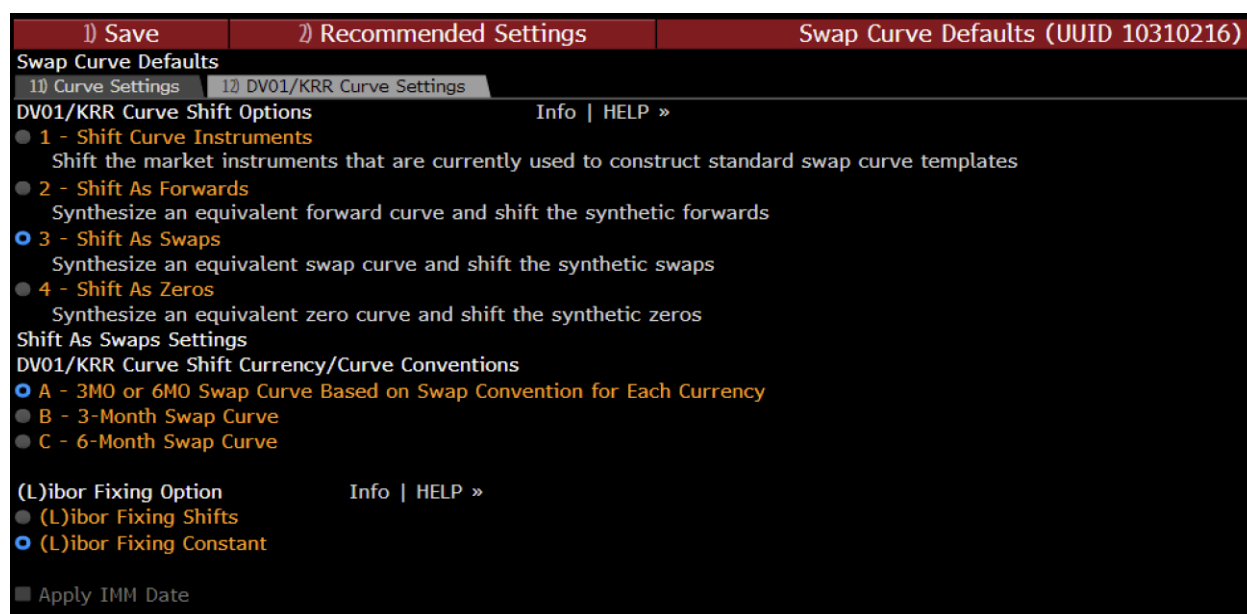 1) Save 2) Recommended Settings Swap Curve Defaults (UUID 10310216)
Swap Curve Defaults
11) Curve Settings 12) DV01/KRR Curve Settings
DV01/KRR Curve Shift Options Info | HELP »
1 - Shift Curve Instruments
Shift the market instruments that are currently used to construct standard swap curve templates
2 - Shift As Forwards
Synthesize an equivalent forward curve and shift the synthetic forwards
3 - Shift As Swaps
Synthesize an equivalent swap curve and shift the synthetic swaps
4 - Shift As Zeros
Synthesize an equivalent zero curve and shift the synthetic zeros
Shift As Swaps Settings
DV01/KRR Curve Shift Currency/Curve Conventions
A - 3MO or 6MO Swap Curve Based on Swap Convention for Each Currency
B - 3-Month Swap Curve
C - 6-Month Swap Curve
(L)ibor Fixing Option Info | HELP »
(L)ibor Fixing Shifts
(L)ibor Fixing Constant
Apply IMM Date